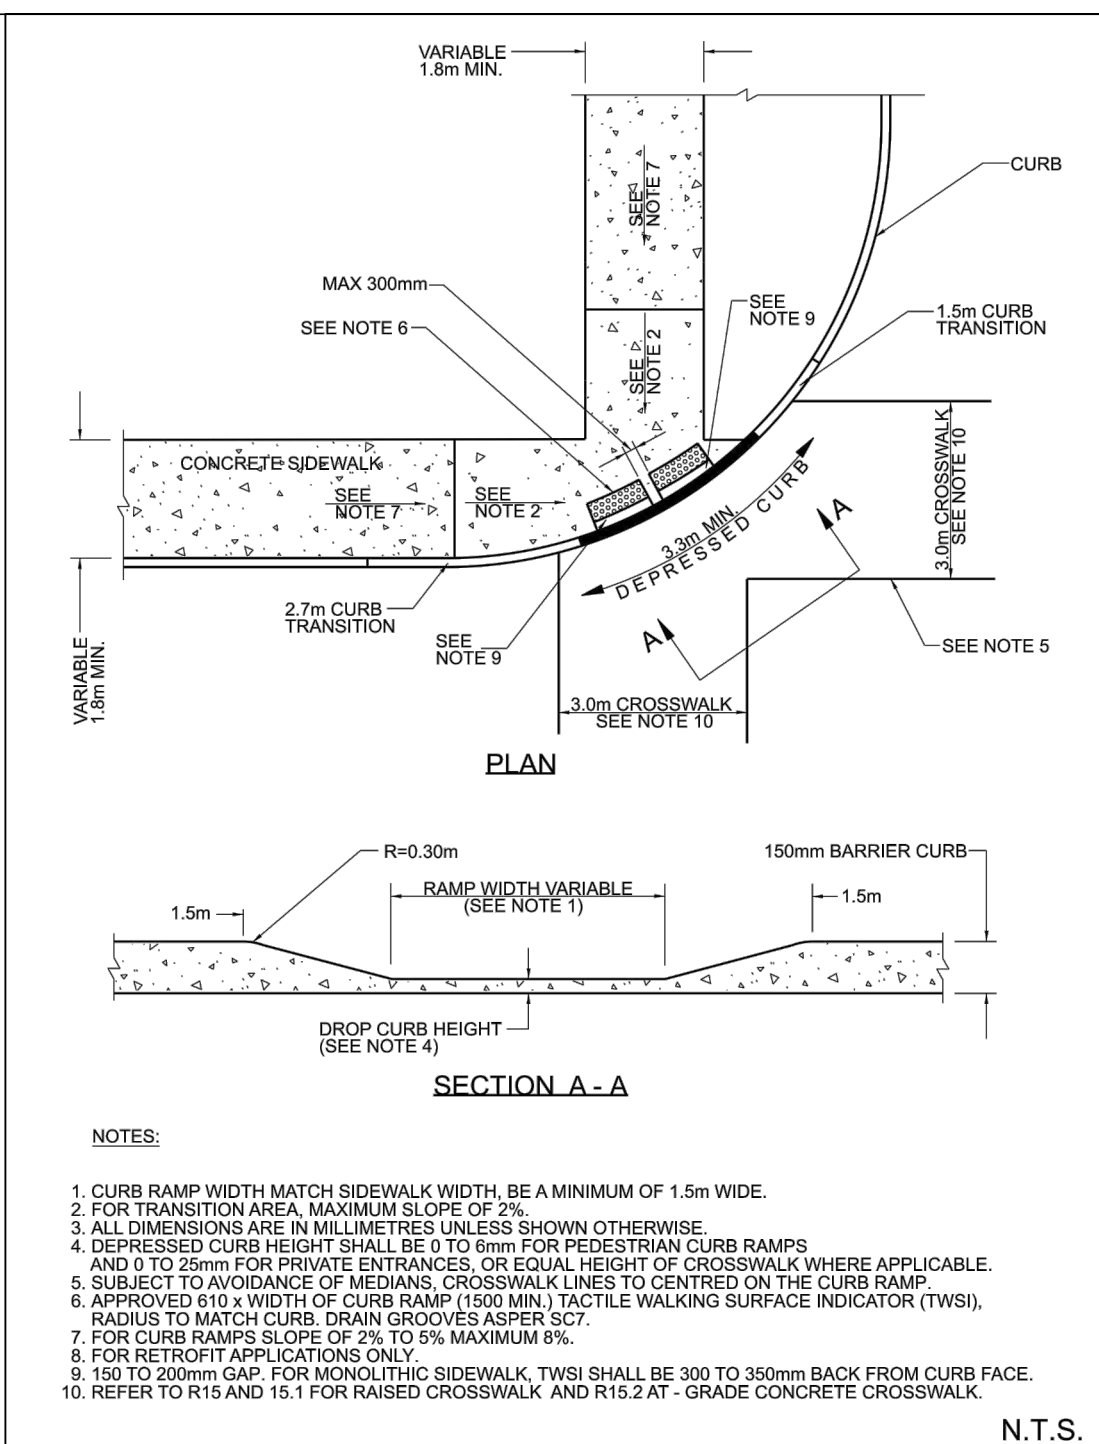 VARIABLE
1.8m MIN.
CURB
SEE
NOTE 7
MAX 300mm
SEE NOTE 6
SEE
NOTE 9
1.5m CURB
TRANSITION
SEE
NOTE 2
CONCRETE SIDEWALK
SEE
NOTE 7
SEE
NOTE 2
3.0m CROSSWALK
SEE NOTE 10
3.3m MIN.
DEPRESSED CURB
A
A
2.7m CURB
TRANSITION
SEE
NOTE 9
SEE NOTE 5
VARIABLE
1.8m MIN.
3.0m CROSSWALK
SEE NOTE 10
PLAN
R=0.30m
150mm BARRIER CURB
RAMP WIDTH VARIABLE
(SEE NOTE 1)
1.5m
1.5m
DROP CURB HEIGHT
(SEE NOTE 4)
SECTION A - A
NOTES:
1. CURB RAMP WIDTH MATCH SIDEWALK WIDTH, BE A MINIMUM OF 1.5m WIDE.
2. FOR TRANSITION AREA, MAXIMUM SLOPE OF 2%.
3. ALL DIMENSIONS ARE IN MILLIMETRES UNLESS SHOWN OTHERWISE.
4. DEPRESSED CURB HEIGHT SHALL BE 0 TO 6mm FOR PEDESTRIAN CURB RAMPS
AND 0 TO 25mm FOR PRIVATE ENTRANCES, OR EQUAL HEIGHT OF CROSSWALK WHERE APPLICABLE.
5. SUBJECT TO AVOIDANCE OF MEDIANS, CROSSWALK LINES TO CENTRED ON THE CURB RAMP.
6. APPROVED 610 x WIDTH OF CURB RAMP (1500 MIN.) TACTILE WALKING SURFACE INDICATOR (TWSI),
RADIUS TO MATCH CURB. DRAIN GROOVES ASPER SC7.
7. FOR CURB RAMPS SLOPE OF 2% TO 5% MAXIMUM 8%.
8. FOR RETROFIT APPLICATIONS ONLY.
9. 150 TO 200mm GAP. FOR MONOLITHIC SIDEWALK, TWSI SHALL BE 300 TO 350mm BACK FROM CURB FACE.
10. REFER TO R15 AND 15.1 FOR RAISED CROSSWALK AND R15.2 AT - GRADE CONCRETE CROSSWALK.
N.T.S.